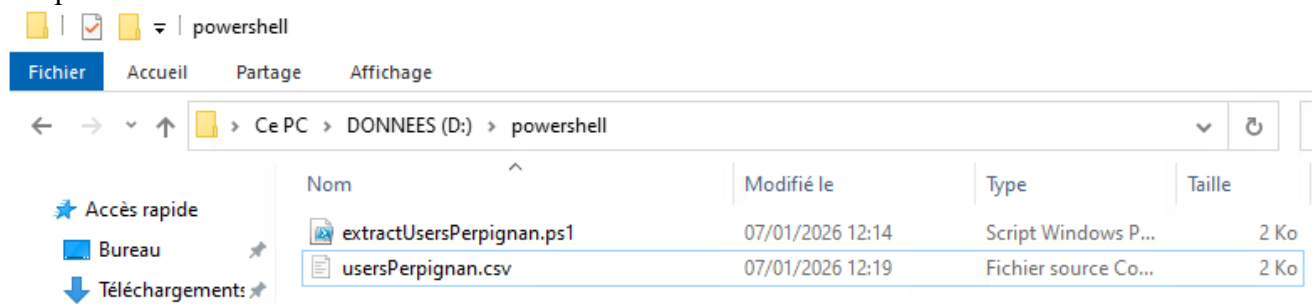 powershell
Fichier Accueil Partage Affichage
Ce PC > DONNEES (D:) > powershell
Nom Modifié le Type Taille
Accès rapide
extractUsersPerpignan.ps1 07/01/2026 12:14 Script Windows P... 2 Ko
Bureau
usersPerpignan.csv 07/01/2026 12:19 Fichier source Co... 2 Ko
Téléchargements